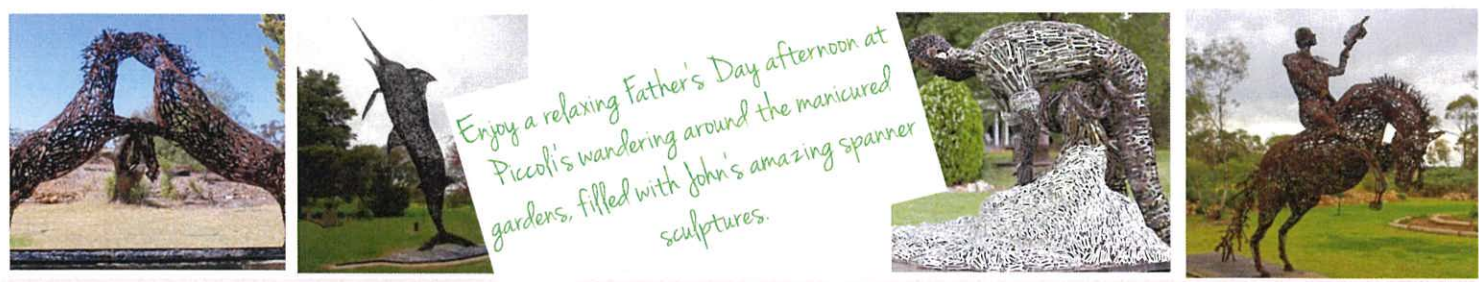 Enjoy a relaxing Father's Day afternoon at
Piccoli's wandering around the manicured
gardens, filled with John's amazing spanner
sculptures.